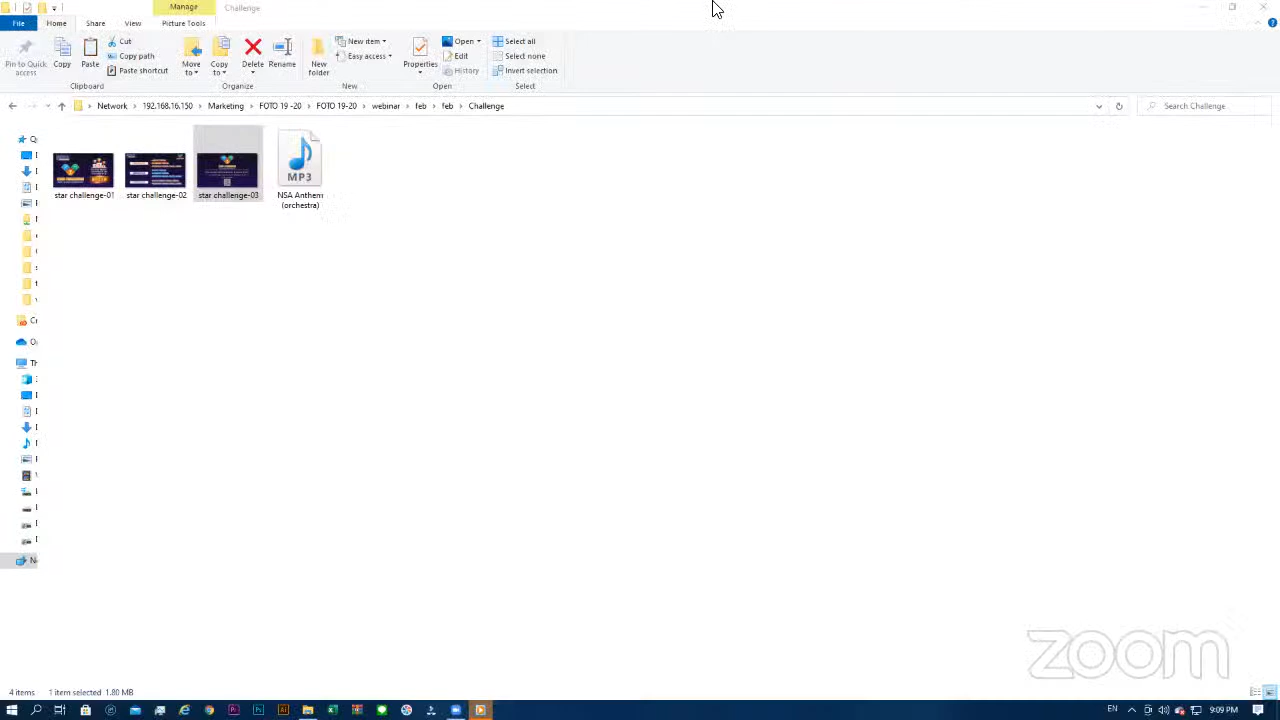 Manage
Challenge
File
Home
Share
View
Picture Tools
Pin to Quick access
Copy
Paste
Cut
Copy path
Paste shortcut
Clipboard
Move to
Copy to
Delete
Rename
Organize
New folder
New item
Easy access
New
Properties
Open
Edit
History
Open
Select all
Select none
Invert selection
Select
Network
192.168.16.150
Marketing
FOTO 19 -20
FOTO 19-20
webinar
feb
feb
Challenge
Search Challenge
MP3
star challenge-01
star challenge-02
star challenge-03
NSA Anthem
(orchestra)
zoom
4 items
1 item selected 1.80 MB
EN
9:09 PM